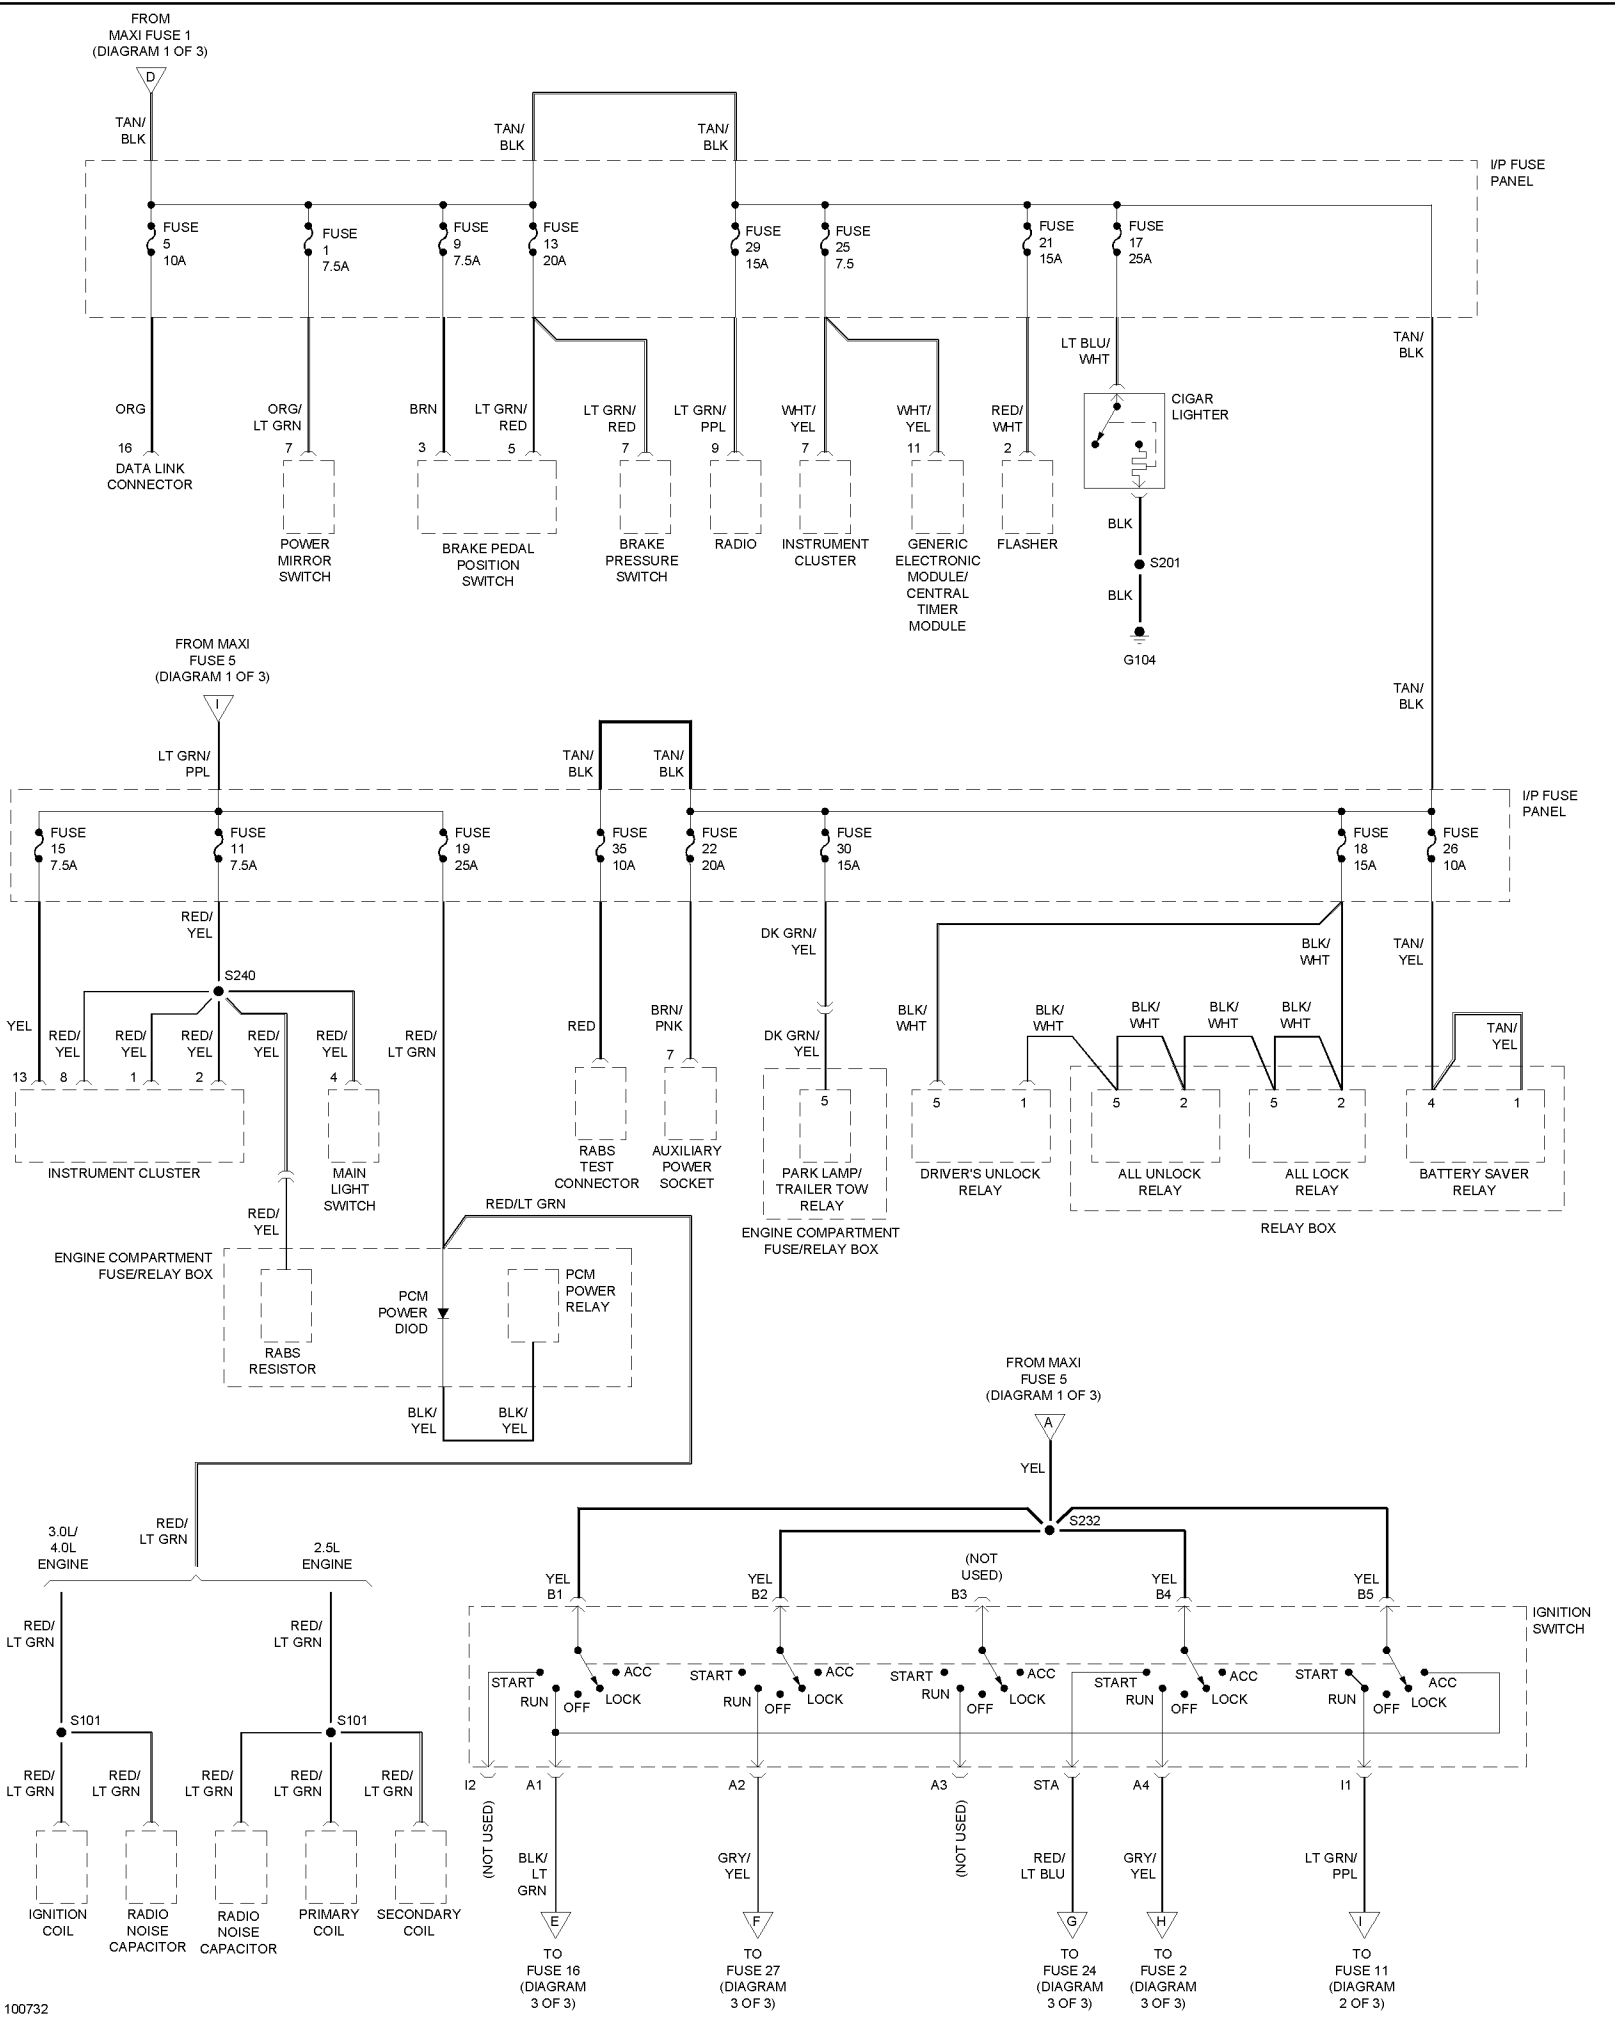 FROM
MAXI FUSE 1
(DIAGRAM 1 OF 3)
D
TAN/
BLK
TAN/
BLK
TAN/
BLK
I/P FUSE
PANEL
FUSE
5
10A
FUSE
1
7.5A
FUSE
9
7.5A
FUSE
13
20A
FUSE
29
15A
FUSE
25
7.5
FUSE
21
15A
FUSE
17
25A
LT BLU/
WHT
TAN/
BLK
CIGAR
LIGHTER
ORG
16
DATA LINK
CONNECTOR
ORG/
LT GRN
7
POWER
MIRROR
SWITCH
BRN
3
LT GRN/
RED
5
BRAKE PEDAL
POSITION
SWITCH
LT GRN/
RED
7
BRAKE
PRESSURE
SWITCH
LT GRN/
PPL
9
RADIO
WHT/
YEL
7
INSTRUMENT
CLUSTER
WHT/
YEL
11
GENERIC
ELECTRONIC
MODULE/
CENTRAL
TIMER
MODULE
RED/
WHT
2
FLASHER
BLK
S201
BLK
G104
FROM MAXI
FUSE 5
(DIAGRAM 1 OF 3)
I
LT GRN/
PPL
TAN/
BLK
TAN/
BLK
TAN/
BLK
I/P FUSE
PANEL
FUSE
15
7.5A
FUSE
11
7.5A
FUSE
19
25A
FUSE
35
10A
FUSE
22
20A
FUSE
30
15A
FUSE
18
15A
FUSE
26
10A
RED/
YEL
S240
YEL
13
RED/
YEL
8
RED/
YEL
1
RED/
YEL
2
RED/
YEL
RED/
YEL
4
RED/
LT GRN
INSTRUMENT CLUSTER
MAIN
LIGHT
SWITCH
RED
RABS
TEST
CONNECTOR
BRN/
PNK
7
AUXILIARY
POWER
SOCKET
DK GRN/
YEL
DK GRN/
YEL
5
PARK LAMP/
TRAILER TOW
RELAY
ENGINE COMPARTMENT
FUSE/RELAY BOX
BLK/
WHT
TAN/
YEL
BLK/
WHT
BLK/
WHT
BLK/
WHT
BLK/
WHT
BLK/
WHT
TAN/
YEL
5
1
DRIVER'S UNLOCK
RELAY
5
2
ALL UNLOCK
RELAY
5
2
ALL LOCK
RELAY
4
1
BATTERY SAVER
RELAY
RELAY BOX
RED/LT GRN
RED/
YEL
ENGINE COMPARTMENT
FUSE/RELAY BOX
RABS
RESISTOR
PCM
POWER
DIOD
PCM
POWER
RELAY
BLK/
YEL
BLK/
YEL
FROM MAXI
FUSE 5
(DIAGRAM 1 OF 3)
A
YEL
S232
RED/
LT GRN
3.0L/
4.0L
ENGINE
2.5L
ENGINE
YEL
B1
YEL
B2
(NOT
USED)
B3
YEL
B4
YEL
B5
IGNITION
SWITCH
RED/
LT GRN
RED/
LT GRN
START
RUN
OFF
LOCK
ACC
START
RUN
OFF
LOCK
ACC
START
RUN
OFF
LOCK
ACC
START
RUN
OFF
LOCK
ACC
START
RUN
OFF
LOCK
ACC
S101
S101
RED/
LT GRN
RED/
LT GRN
RED/
LT GRN
RED/
LT GRN
RED/
LT GRN
I2
A1
A2
A3
STA
A4
I1
(NOT USED)
(NOT USED)
BLK/
LT
GRN
GRY/
YEL
RED/
LT BLU
GRY/
YEL
LT GRN/
PPL
IGNITION
COIL
RADIO
NOISE
CAPACITOR
RADIO
NOISE
CAPACITOR
PRIMARY
COIL
SECONDARY
COIL
E
TO
FUSE 16
(DIAGRAM
3 OF 3)
F
TO
FUSE 27
(DIAGRAM
3 OF 3)
G
TO
FUSE 24
(DIAGRAM
3 OF 3)
H
TO
FUSE 2
(DIAGRAM
3 OF 3)
I
TO
FUSE 11
(DIAGRAM
2 OF 3)
100732